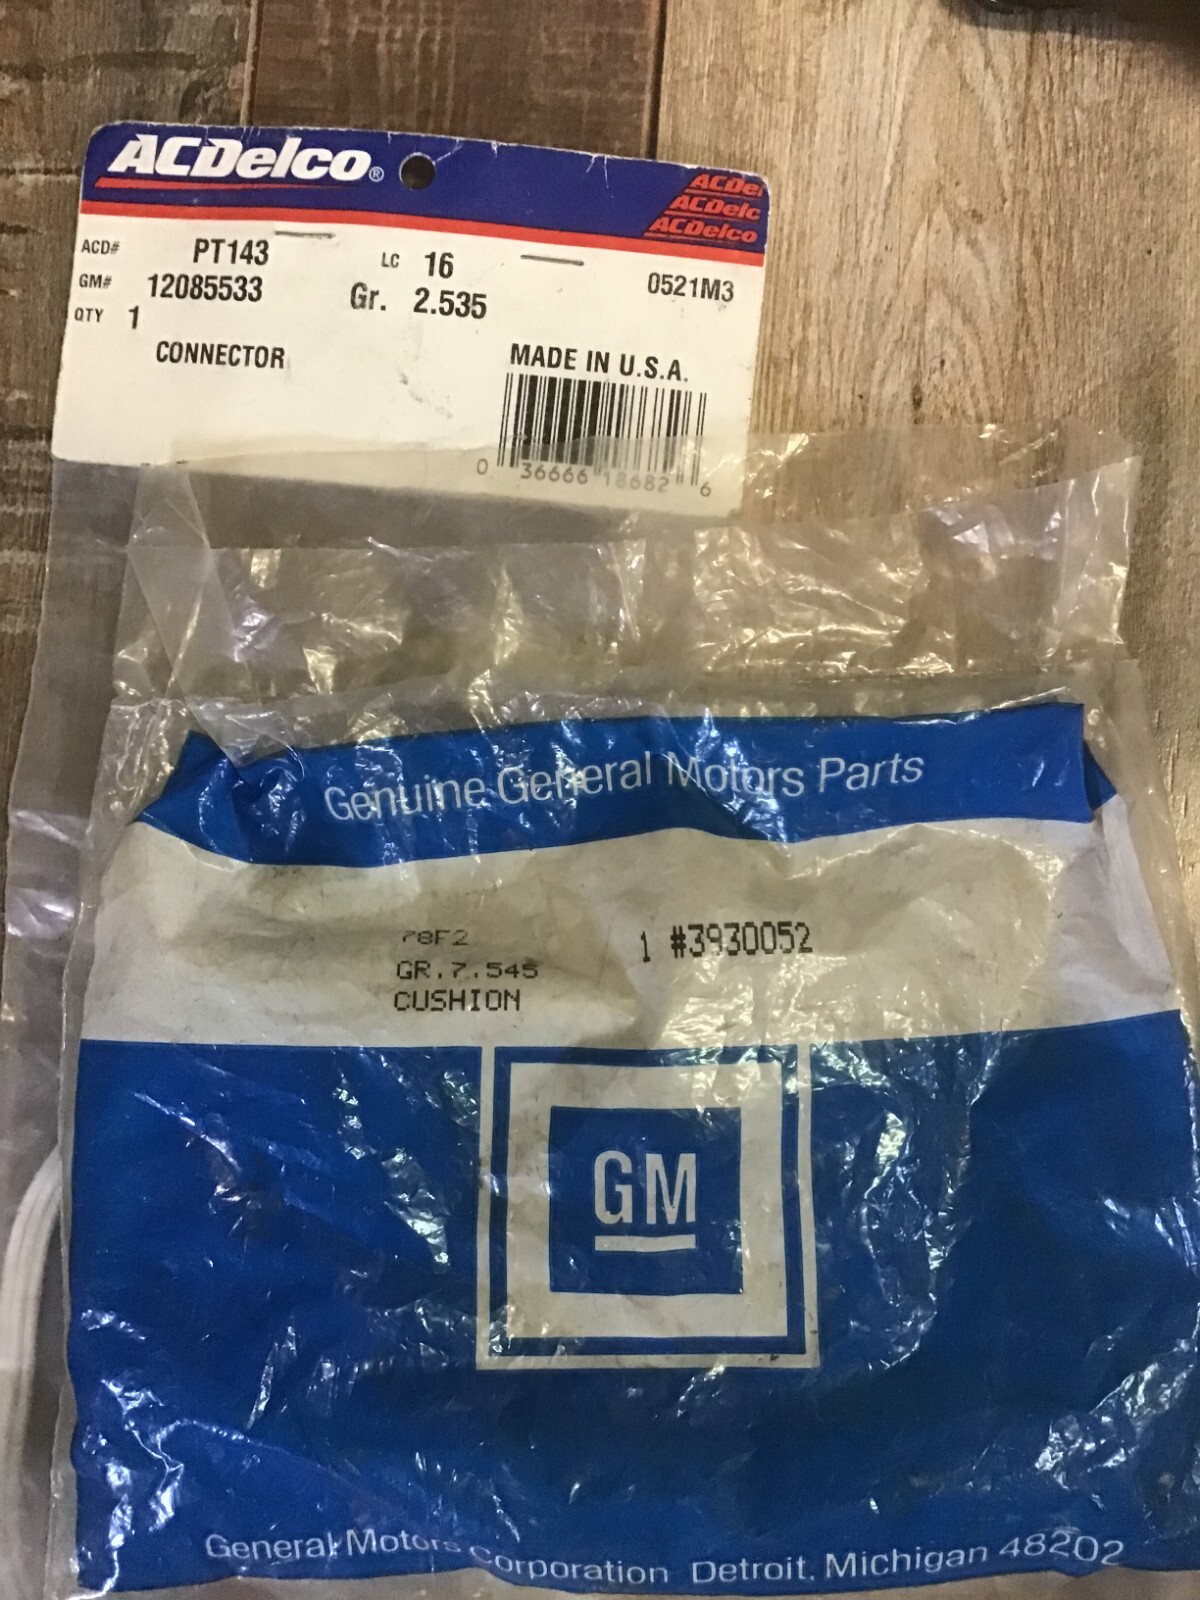 ACDelco®
ACDel
ACDelc
ACDelco
ACD# PT143 LC 16 0521M3
GM# 12085533 Gr. 2.535
QTY 1
CONNECTOR MADE IN U.S.A.
0 36666 18682 6
Genuine General Motors Parts
78F2 1 #3930052
GR.7.545
CUSHION
GM
General Motors Corporation Detroit, Michigan 48202